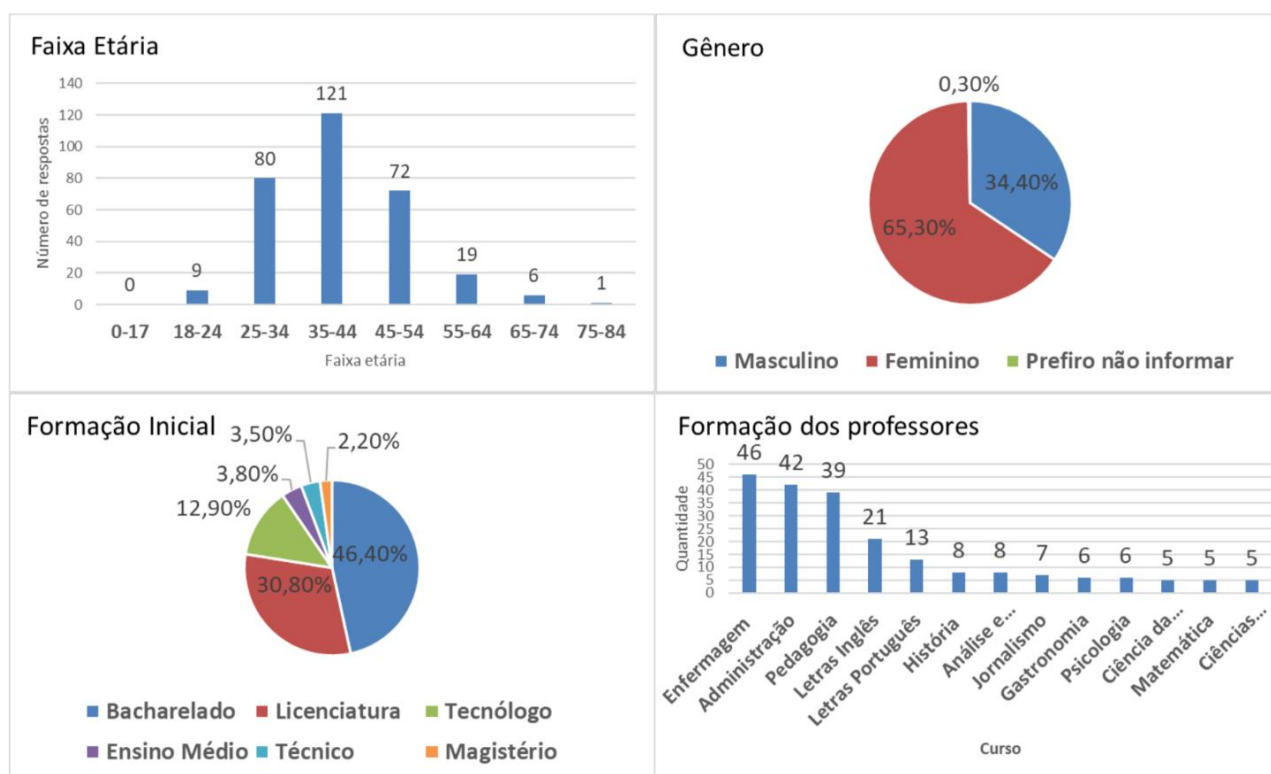 Faixa Etária
Número de respostas
140
120
100
80
60
40
20
0
0
9
80
121
72
19
6
1
0-17 18-24 25-34 35-44 45-54 55-64 65-74 75-84
Faixa etária
Gênero
0,30%
34,40%
65,30%
Masculino Feminino Prefiro não informar
Formação Inicial
3,50%
2,20%
3,80%
12,90%
46,40%
30,80%
Bacharelado Licenciatura Tecnólogo
Ensino Médio Técnico Magistério
Formação dos professores
Quantidade
50
45
40
35
30
25
20
15
10
5
0
46
42
39
21
13
8
8
7
6
6
5
5
5
Enfermagem
Administração
Pedagogia
Letras Inglês
Letras Português
História
Análise e...
Jornalismo
Gastronomia
Psicologia
Ciência da...
Matemática
Ciências...
Curso